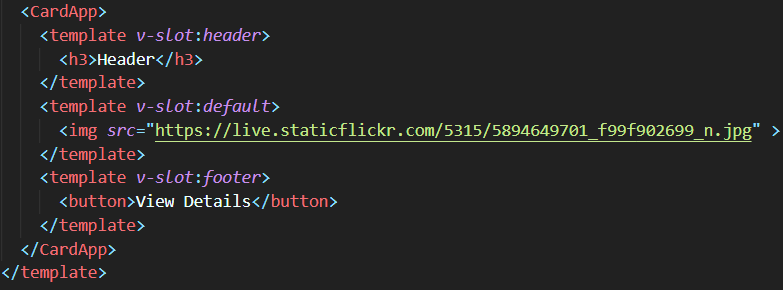 <CardApp>
<template v-slot:header>
<h3>Header</h3>
</template>
<template v-slot:default>
<img src="https://live.staticflickr.com/5315/5894649701_f99f902699_n.jpg" >
</template>
<template v-slot:footer>
<button>View Details</button>
</template>
</CardApp>
</template>